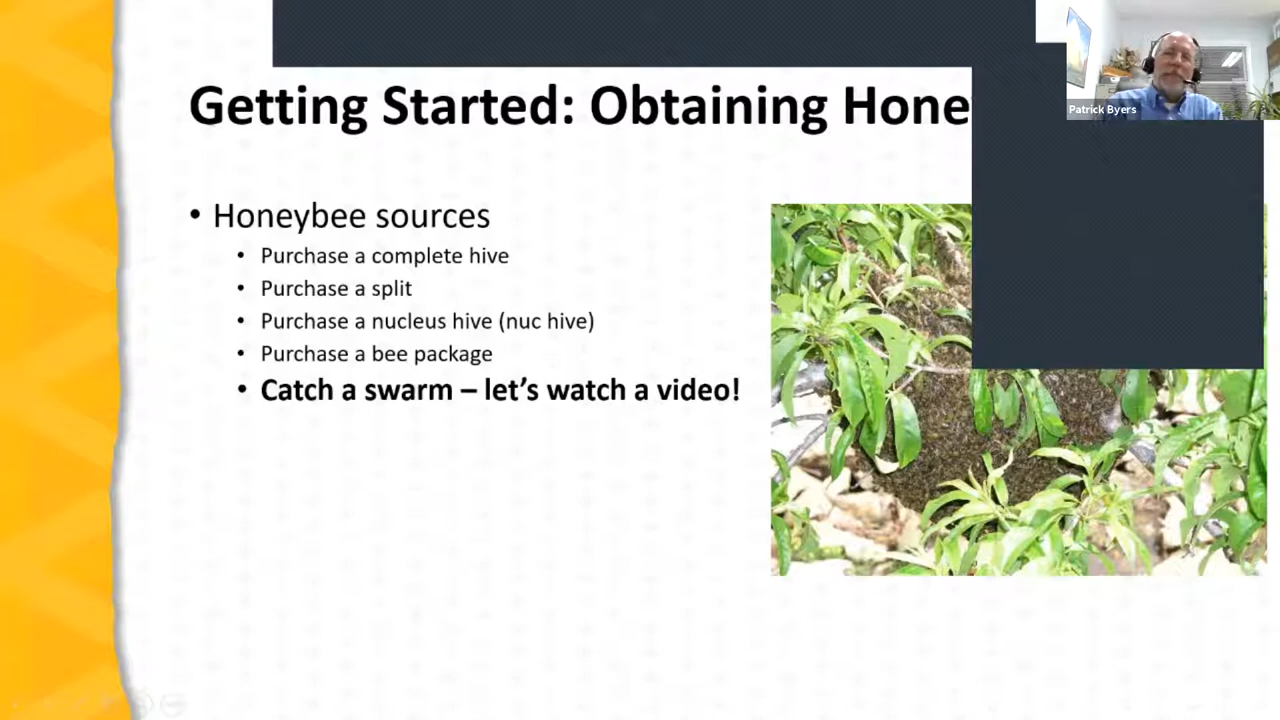 Getting Started: Obtaining Hone
• Honeybee sources
• Purchase a complete hive
• Purchase a split
• Purchase a nucleus hive (nuc hive)
• Purchase a bee package
• Catch a swarm – let’s watch a video!
Patrick Byers